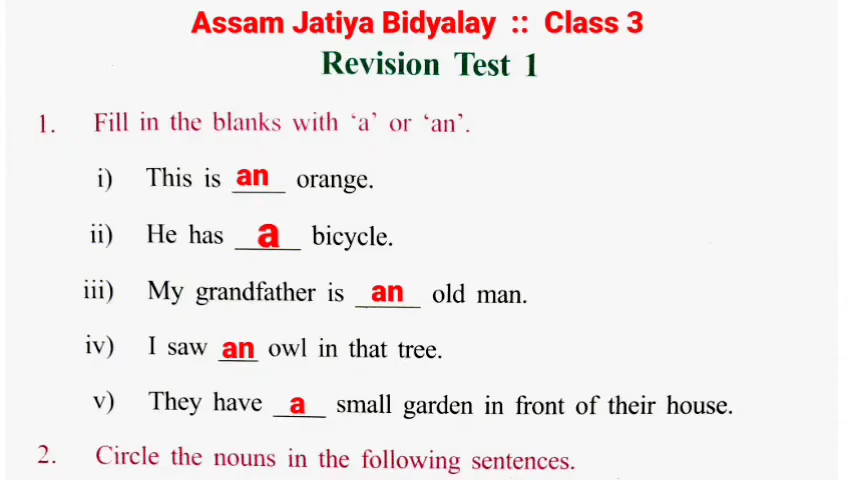 Assam Jatiya Bidyalay :: Class 3
Revision Test 1
1. Fill in the blanks with ‘a’ or ‘an’.
i) This is an orange.
ii) He has a bicycle.
iii) My grandfather is an old man.
iv) I saw an owl in that tree.
v) They have a small garden in front of their house.
2. Circle the nouns in the following sentences.